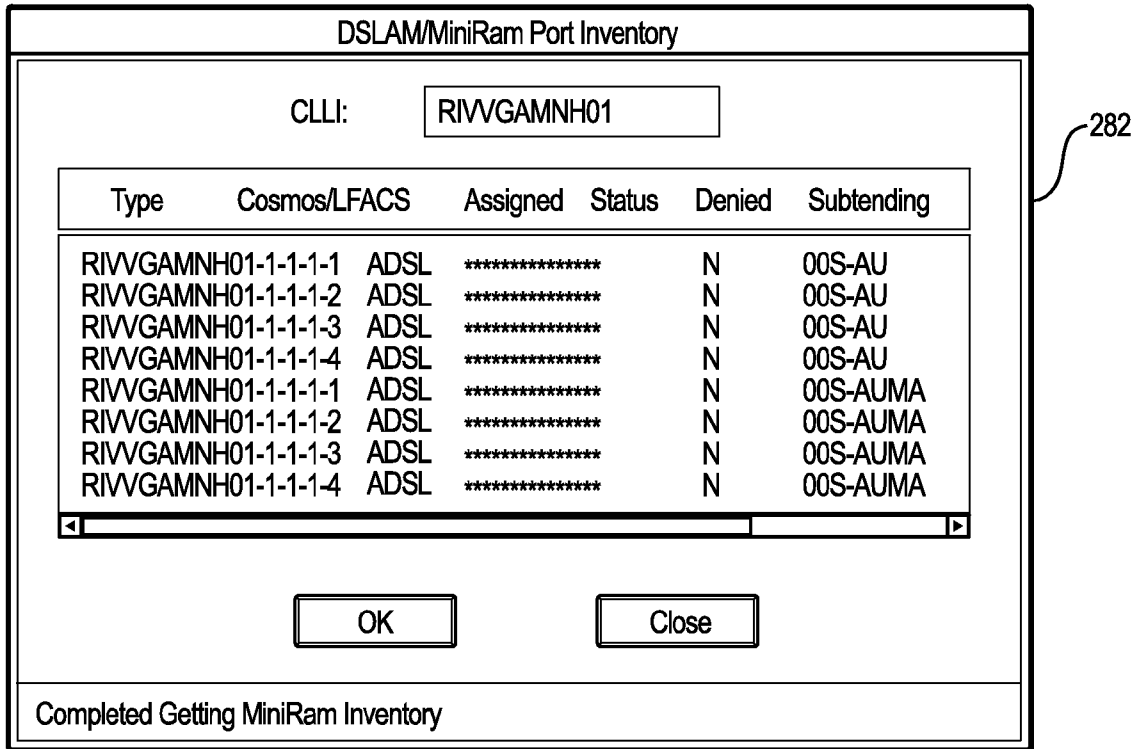 DSLAM/MiniRam Port Inventory
CLLI: RIVVGAMNH01
282
Type Cosmos/LFACS Assigned Status Denied Subtending
RIVVGAMNH01-1-1-1-1 ADSL *************** N 00S-AU
RIVVGAMNH01-1-1-1-2 ADSL *************** N 00S-AU
RIVVGAMNH01-1-1-1-3 ADSL *************** N 00S-AU
RIVVGAMNH01-1-1-1-4 ADSL *************** N 00S-AU
RIVVGAMNH01-1-1-1-1 ADSL *************** N 00S-AUMA
RIVVGAMNH01-1-1-1-2 ADSL *************** N 00S-AUMA
RIVVGAMNH01-1-1-1-3 ADSL *************** N 00S-AUMA
RIVVGAMNH01-1-1-1-4 ADSL *************** N 00S-AUMA
OK Close
Completed Getting MiniRam Inventory